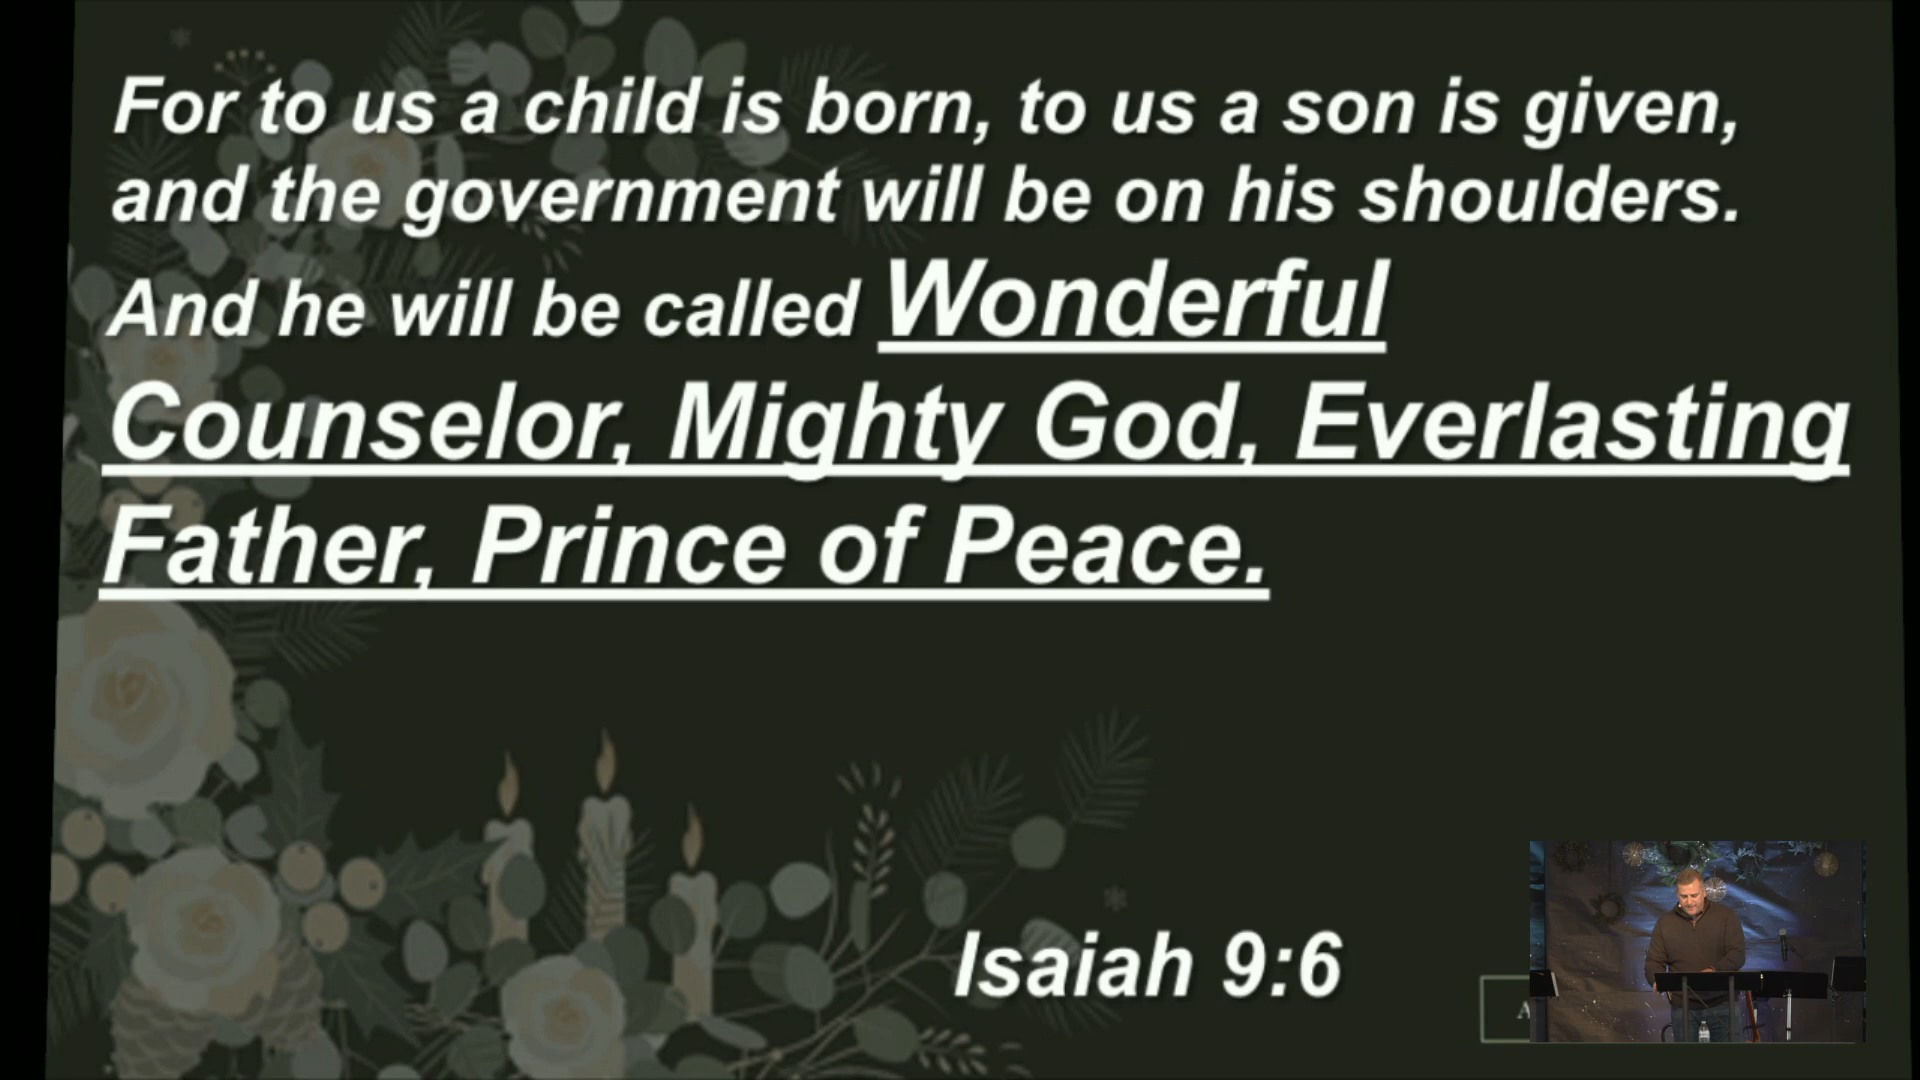 For to us a child is born, to us a son is given,
and the government will be on his shoulders.
And he will be called Wonderful
Counselor, Mighty God, Everlasting
Father, Prince of Peace.
Isaiah 9:6
A